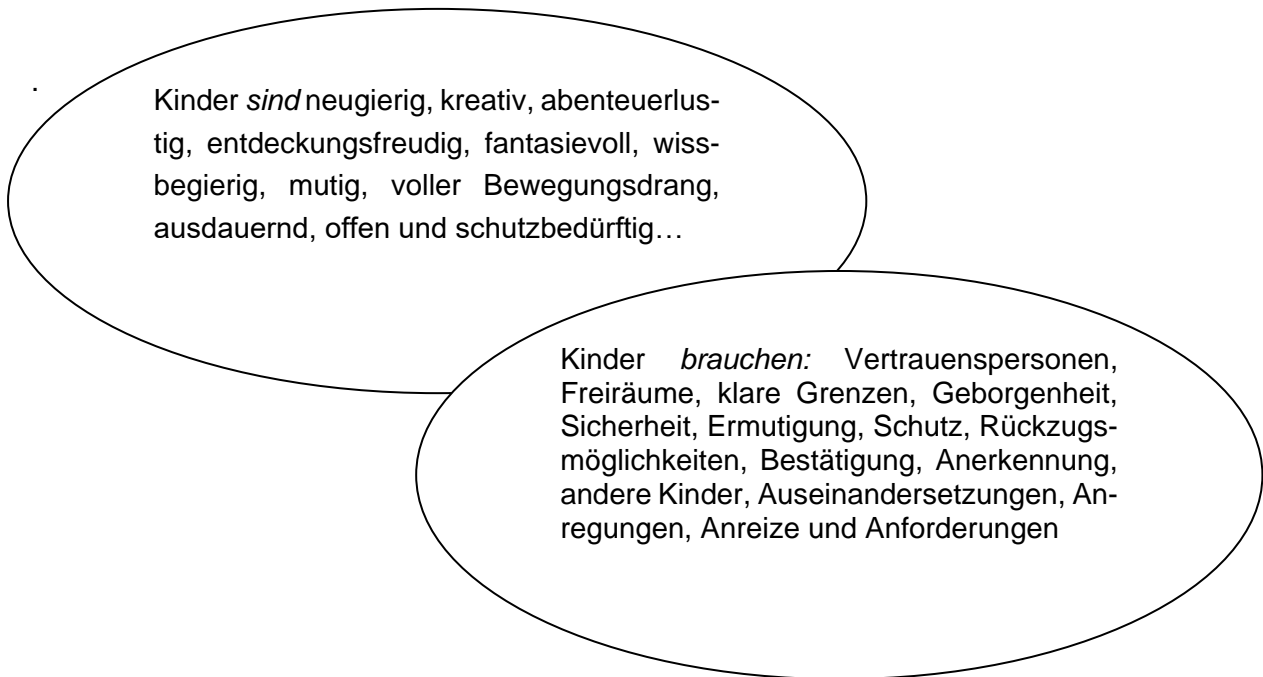 .
Kinder sind neugierig, kreativ, abenteuerlus-
tig, entdeckungsfreudig, fantasievoll, wiss-
begierig, mutig, voller Bewegungsdrang,
ausdauernd, offen und schutzbedürftig…
Kinder brauchen: Vertrauenspersonen,
Freiräume, klare Grenzen, Geborgenheit,
Sicherheit, Ermutigung, Schutz, Rückzugs-
möglichkeiten, Bestätigung, Anerkennung,
andere Kinder, Auseinandersetzungen, An-
regungen, Anreize und Anforderungen